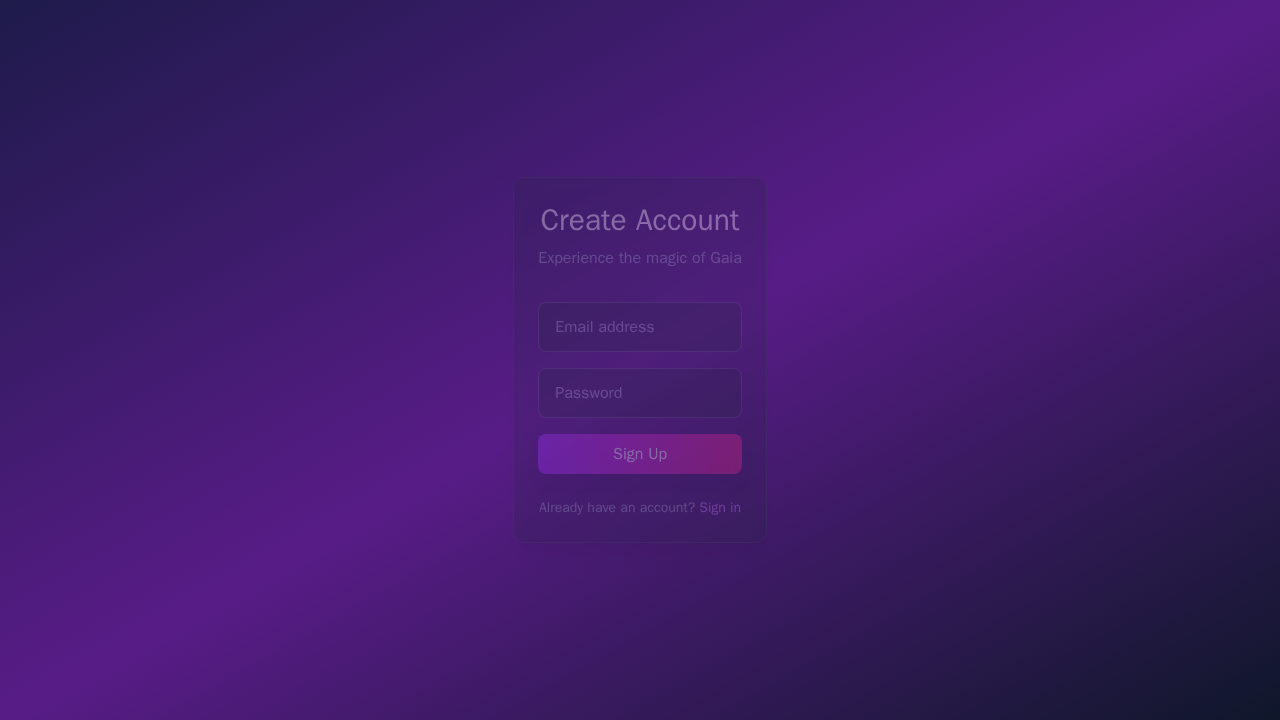 Create Account
Experience the magic of Gaia
Email address
Password
Sign Up
Already have an account? Sign in